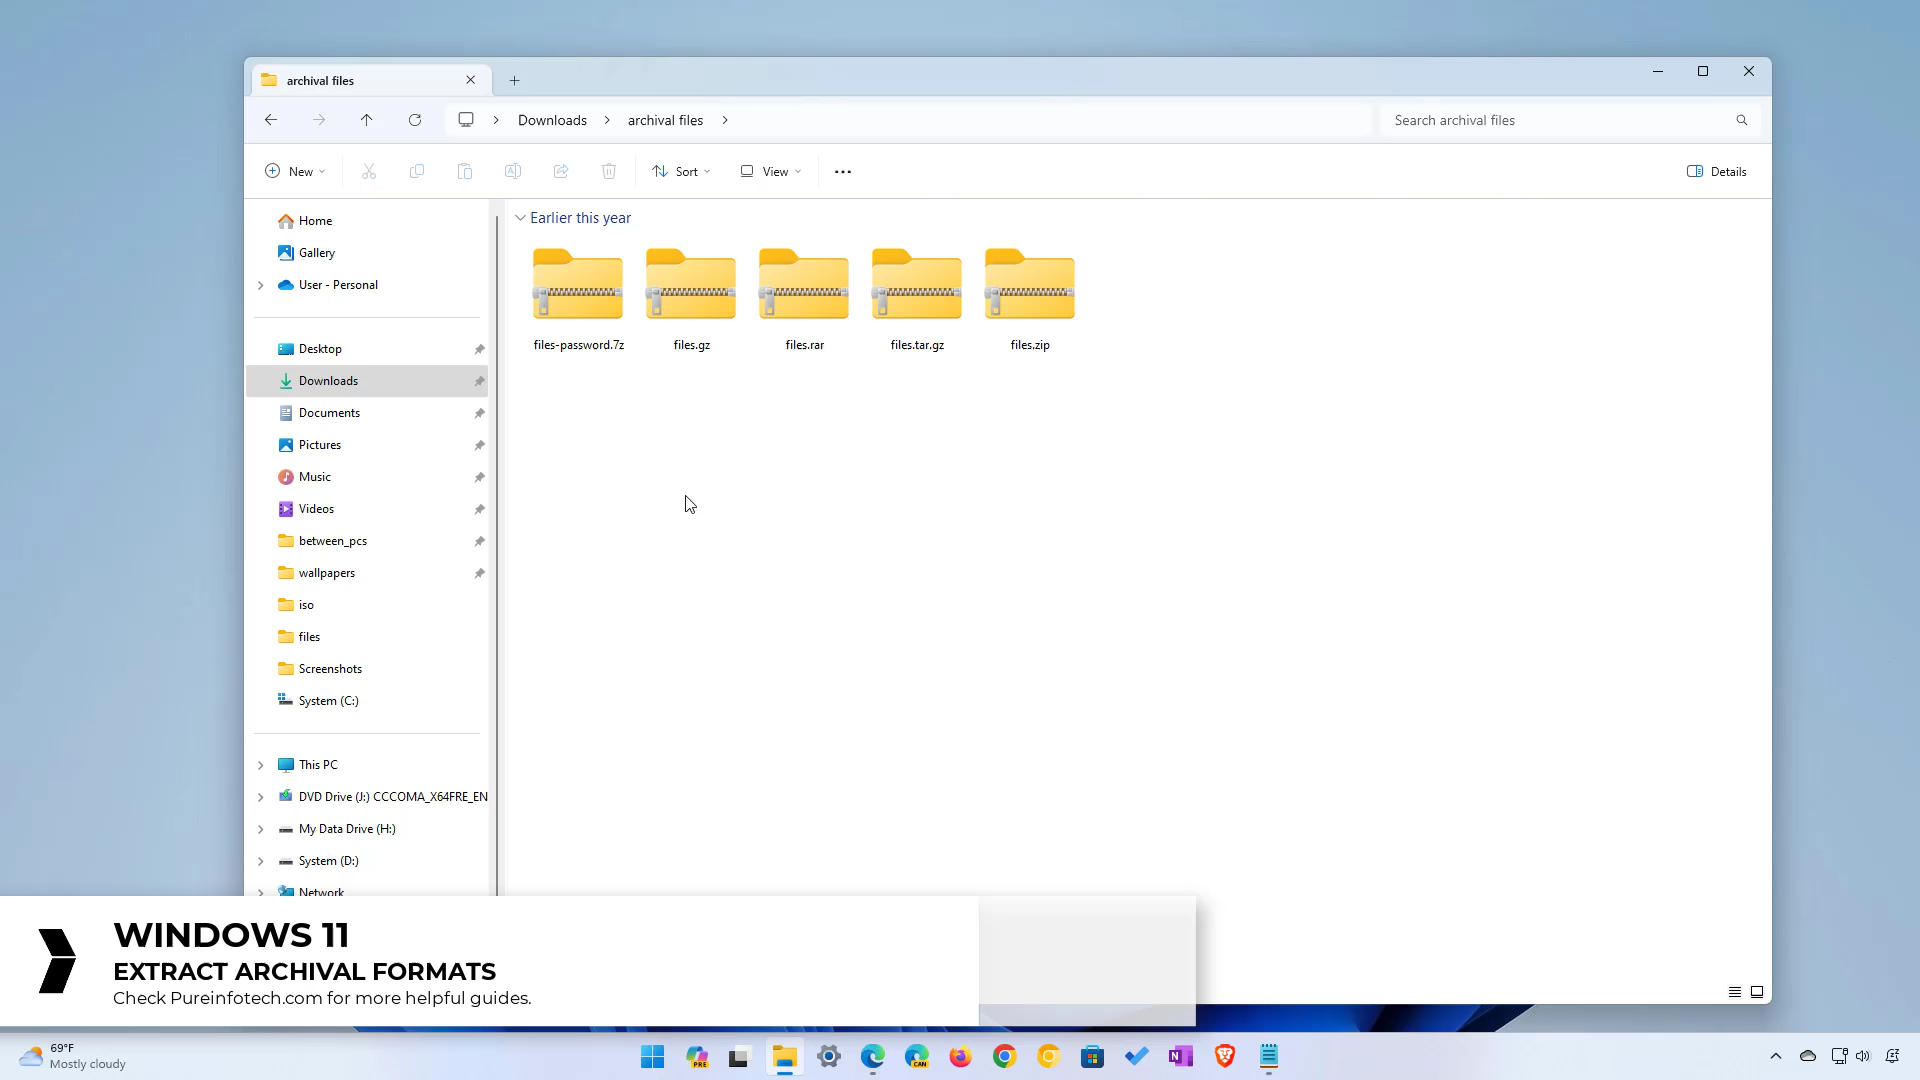 archival files
Downloads
archival files
Search archival files
New
Sort
View
Details
Home
Gallery
User - Personal
Desktop
Downloads
Documents
Pictures
Music
Videos
between_pcs
wallpapers
iso
files
Screenshots
System (C:)
This PC
DVD Drive (J:) CCCOMA_X64FRE_EN
My Data Drive (H:)
System (D:)
Network
Earlier this year
files-password.7z
files.gz
files.rar
files.tar.gz
files.zip
WINDOWS 11
EXTRACT ARCHIVAL FORMATS
Check Pureinfotech.com for more helpful guides.
69°F
Mostly cloudy
PRE
CAN